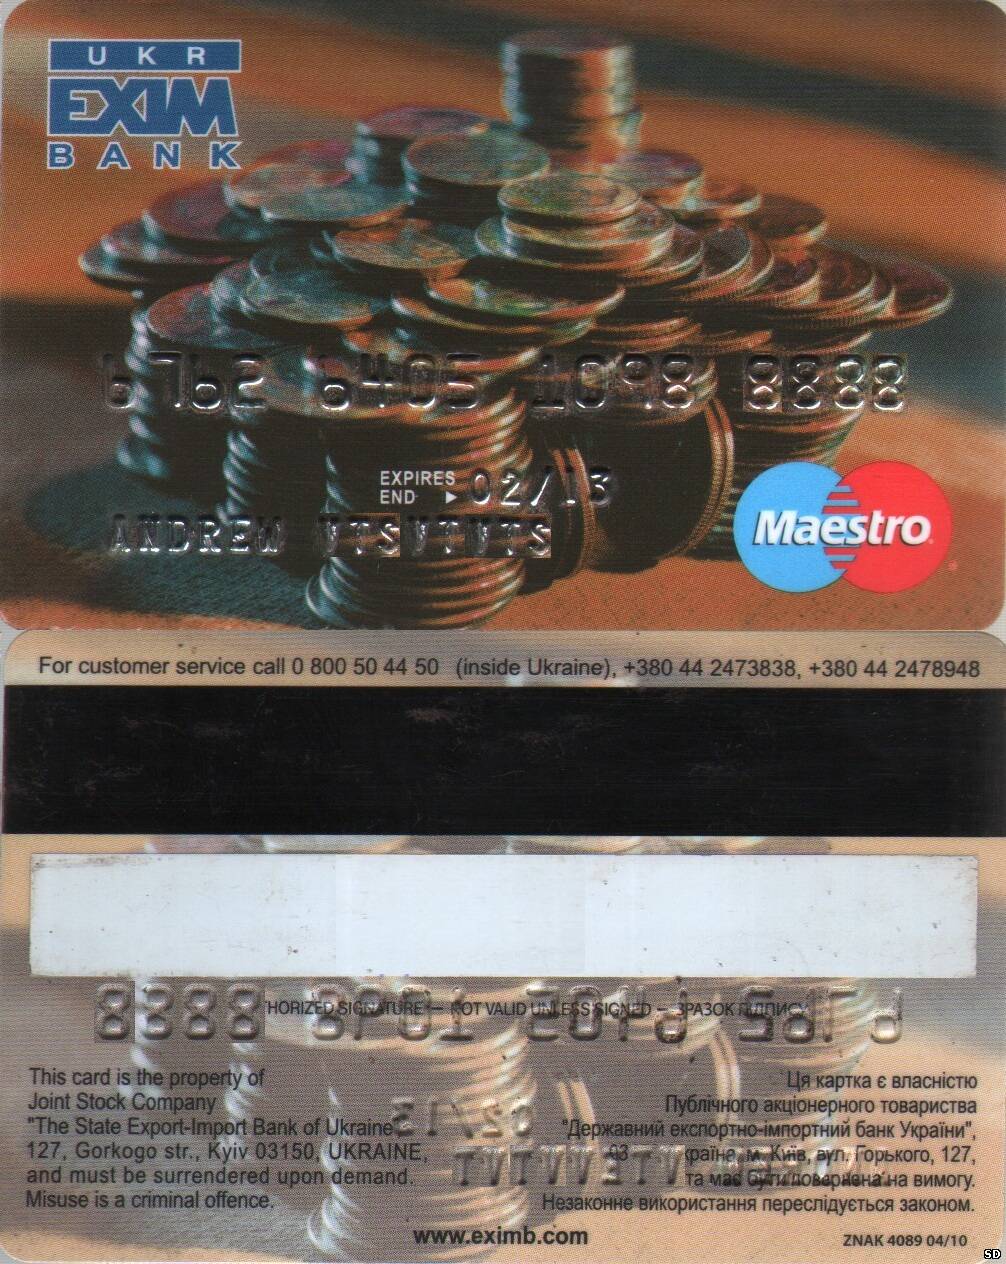 UKR
EXIM
BANK
6762 6405 1098 8888
EXPIRES
END 02/13
ANDREW VTSVTVTS
Maestro
For customer service call 0 800 50 44 50 (inside Ukraine), +380 44 2473838, +380 44 2478948
HORIZED SIGNATURE — NOT VALID UNLESS SIGNED — ЗРАЗОК ПІДПИСУ
This card is the property of
Joint Stock Company
"The State Export-Import Bank of Ukraine"
127, Gorkogo str., Kyiv 03150, UKRAINE,
and must be surrendered upon demand.
Misuse is a criminal offence.
Ця картка є власністю
Публічного акціонерного товариства
"Державний експортно-імпортний банк України",
03 країна, м. Київ, вул. Горького, 127,
та має бути повернена на вимогу.
Незаконне використання переслідується законом.
www.eximb.com
ZNAK 4089 04/10
SD